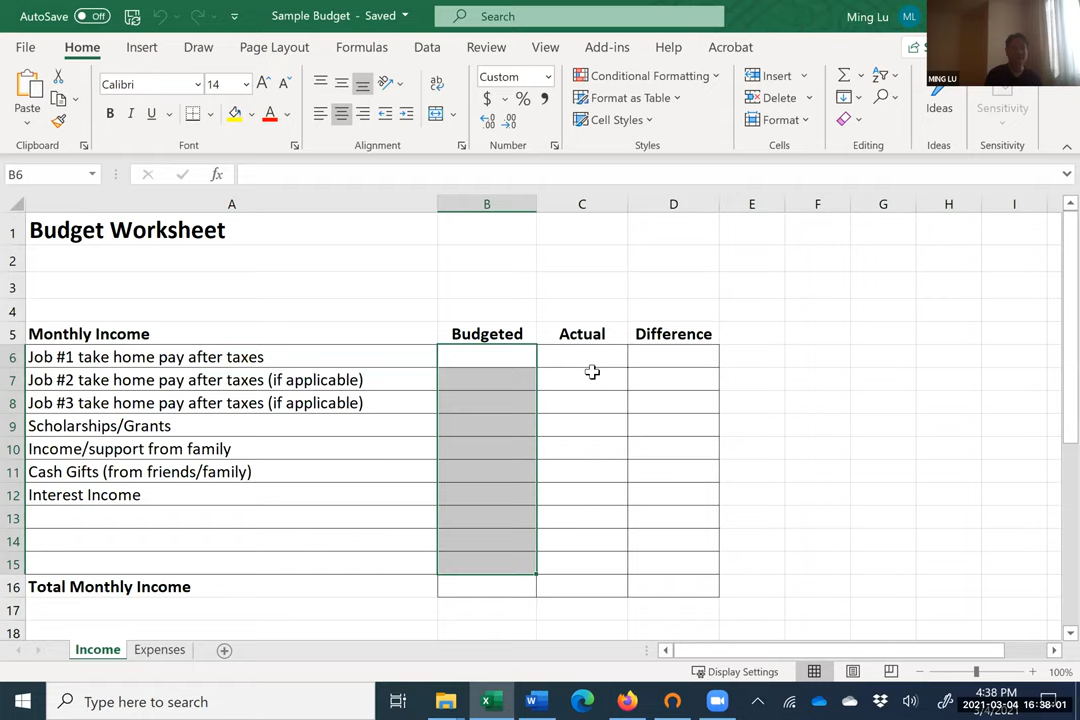 AutoSave Off Sample Budget - Saved Search Ming Lu ML
File Home Insert Draw Page Layout Formulas Data Review View Add-ins Help Acrobat
MING LU
Paste Calibri 14 Custom Conditional Formatting Insert
B I U A $ % 9 Format as Table Delete
Cell Styles Format Ideas Sensitivity
Clipboard Font Alignment Number Styles Cells Editing Ideas Sensitivity
B6 fx
A B C D E F G H I
1 Budget Worksheet
2
3
4
5 Monthly Income Budgeted Actual Difference
6 Job #1 take home pay after taxes
7 Job #2 take home pay after taxes (if applicable)
8 Job #3 take home pay after taxes (if applicable)
9 Scholarships/Grants
10 Income/support from family
11 Cash Gifts (from friends/family)
12 Interest Income
13
14
15
16 Total Monthly Income
17
18
Income Expenses
Display Settings 100%
Type here to search 4:38 PM
2021-03-04 16:38:01